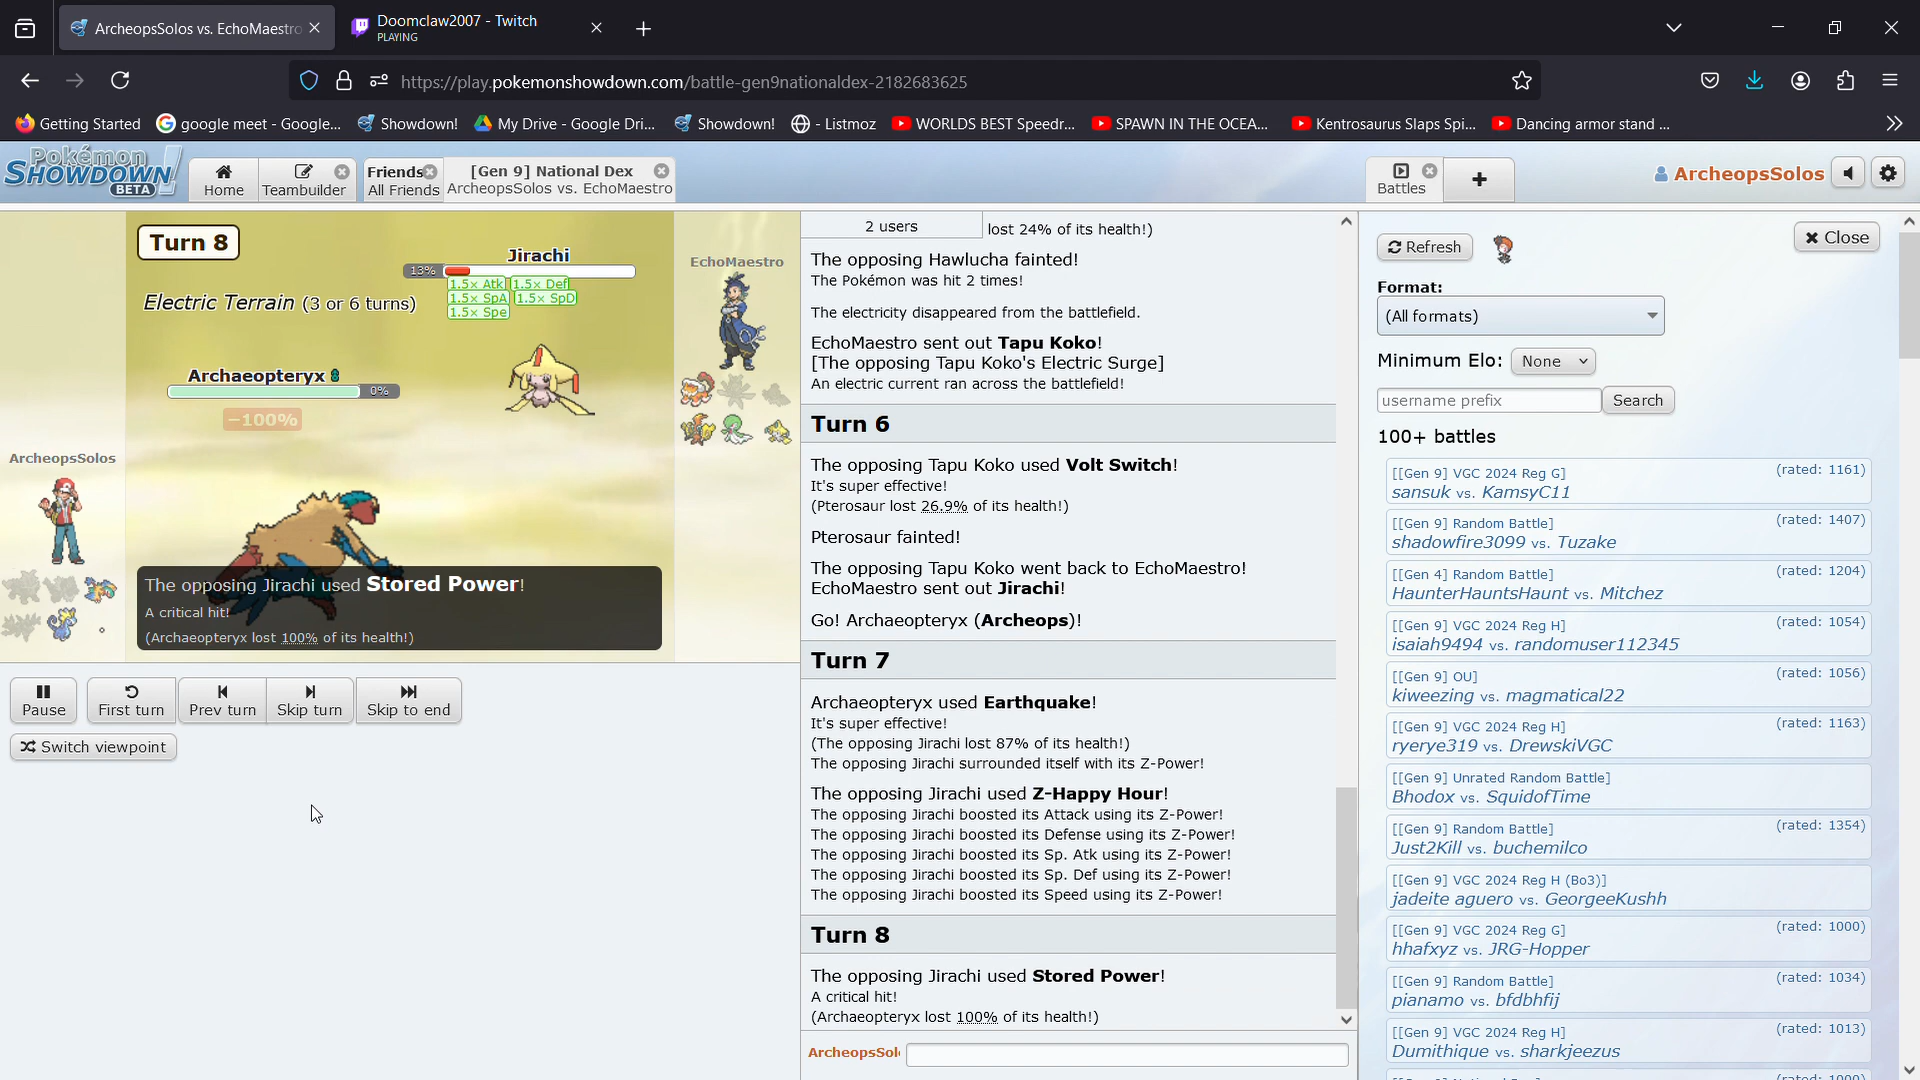 ArcheopsSolos vs. EchoMaestro
Doomclaw2007 - Twitch
PLAYING
https://play.pokemonshowdown.com/battle-gen9nationaldex-2182683625
Getting Started
google meet - Google...
Showdown!
My Drive - Google Dri...
Showdown!
- Listmoz
WORLDS BEST Speedr...
SPAWN IN THE OCEA...
Kentrosaurus Slaps Spi...
Dancing armor stand ...
Pokémon
SHOWDOWN!
BETA
Home
Teambuilder
Friends
All Friends
[Gen 9] National Dex
ArcheopsSolos vs. EchoMaestro
Battles
ArcheopsSolos
Turn 8
Electric Terrain (3 or 6 turns)
Jirachi
13%
1.5× Atk 1.5× Def
1.5× SpA 1.5× SpD
1.5× Spe
EchoMaestro
Archaeopteryx
0%
−100%
ArcheopsSolos
The opposing Jirachi used Stored Power!
A critical hit!
(Archaeopteryx lost 100% of its health!)
Pause
First turn
Prev turn
Skip turn
Skip to end
Switch viewpoint
2 users
lost 24% of its health!)
The opposing Hawlucha fainted!
The Pokémon was hit 2 times!
The electricity disappeared from the battlefield.
EchoMaestro sent out Tapu Koko!
[The opposing Tapu Koko's Electric Surge]
An electric current ran across the battlefield!
Turn 6
The opposing Tapu Koko used Volt Switch!
It's super effective!
(Pterosaur lost 26.9% of its health!)
Pterosaur fainted!
The opposing Tapu Koko went back to EchoMaestro!
EchoMaestro sent out Jirachi!
Go! Archaeopteryx (Archeops)!
Turn 7
Archaeopteryx used Earthquake!
It's super effective!
(The opposing Jirachi lost 87% of its health!)
The opposing Jirachi surrounded itself with its Z-Power!
The opposing Jirachi used Z-Happy Hour!
The opposing Jirachi boosted its Attack using its Z-Power!
The opposing Jirachi boosted its Defense using its Z-Power!
The opposing Jirachi boosted its Sp. Atk using its Z-Power!
The opposing Jirachi boosted its Sp. Def using its Z-Power!
The opposing Jirachi boosted its Speed using its Z-Power!
Turn 8
The opposing Jirachi used Stored Power!
A critical hit!
(Archaeopteryx lost 100% of its health!)
ArcheopsSol
Refresh
Close
Format:
(All formats)
Minimum Elo: None
username prefix
Search
100+ battles
[[Gen 9] VGC 2024 Reg G] (rated: 1161)
sansuk vs. KamsyC11
[[Gen 9] Random Battle] (rated: 1407)
shadowfire3099 vs. Tuzake
[[Gen 4] Random Battle] (rated: 1204)
HaunterHauntsHaunt vs. Mitchez
[[Gen 9] VGC 2024 Reg H] (rated: 1054)
isaiah9494 vs. randomuser112345
[[Gen 9] OU] (rated: 1056)
kiweezing vs. magmatical22
[[Gen 9] VGC 2024 Reg H] (rated: 1163)
ryerye319 vs. DrewskiVGC
[[Gen 9] Unrated Random Battle]
Bhodox vs. SquidofTime
[[Gen 9] Random Battle] (rated: 1354)
Just2Kill vs. buchemilco
[[Gen 9] VGC 2024 Reg H (Bo3)]
jadeite aguero vs. GeorgeeKushh
[[Gen 9] VGC 2024 Reg G] (rated: 1000)
hhafxyz vs. JRG-Hopper
[[Gen 9] Random Battle] (rated: 1034)
pianamo vs. bfdbhfij
[[Gen 9] VGC 2024 Reg H] (rated: 1013)
Dumithique vs. sharkjeezus